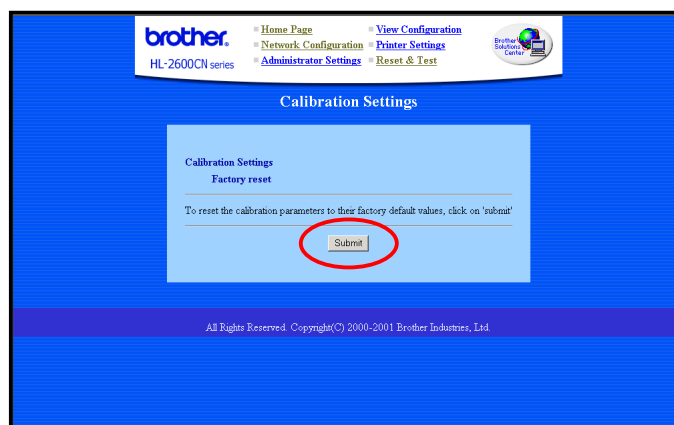 brother.
HL-2600CN series
Home Page
View Configuration
Network Configuration
Printer Settings
Administrator Settings
Reset & Test
Brother
Solutions
Center
Calibration Settings
Calibration Settings
Factory reset
To reset the calibration parameters to their factory default values, click on 'submit'
Submit
All Rights Reserved. Copyright(C) 2000-2001 Brother Industries, Ltd.